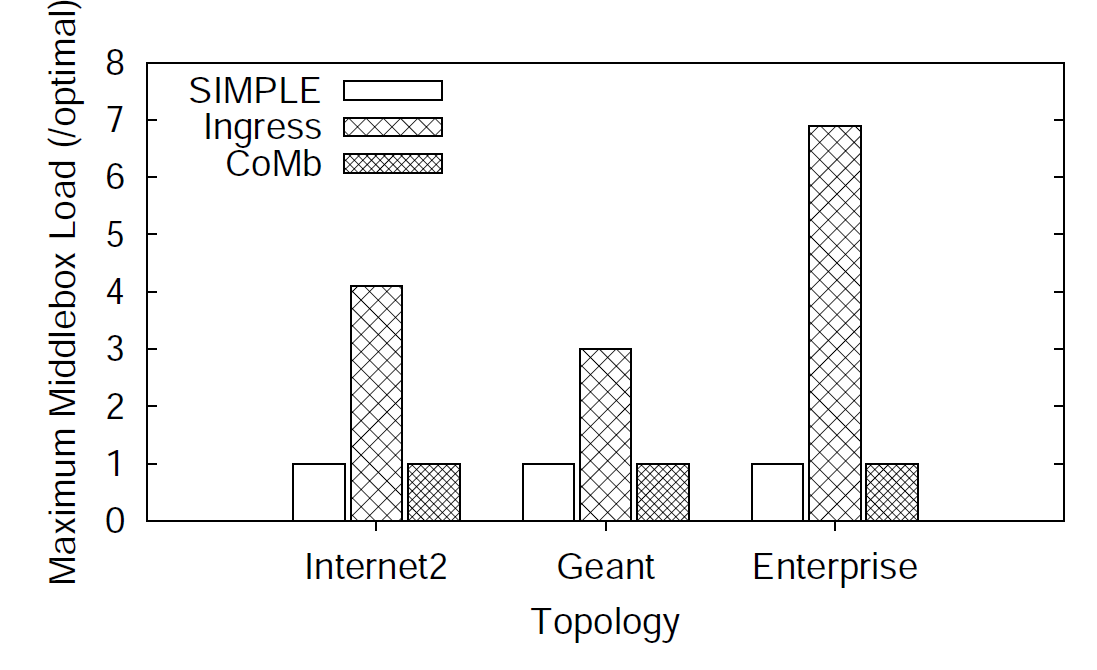 Maximum Middlebox Load (/optimal)
8
7
6
5
4
3
2
1
0
SIMPLE
Ingress
CoMb
Internet2 Geant Enterprise
Topology